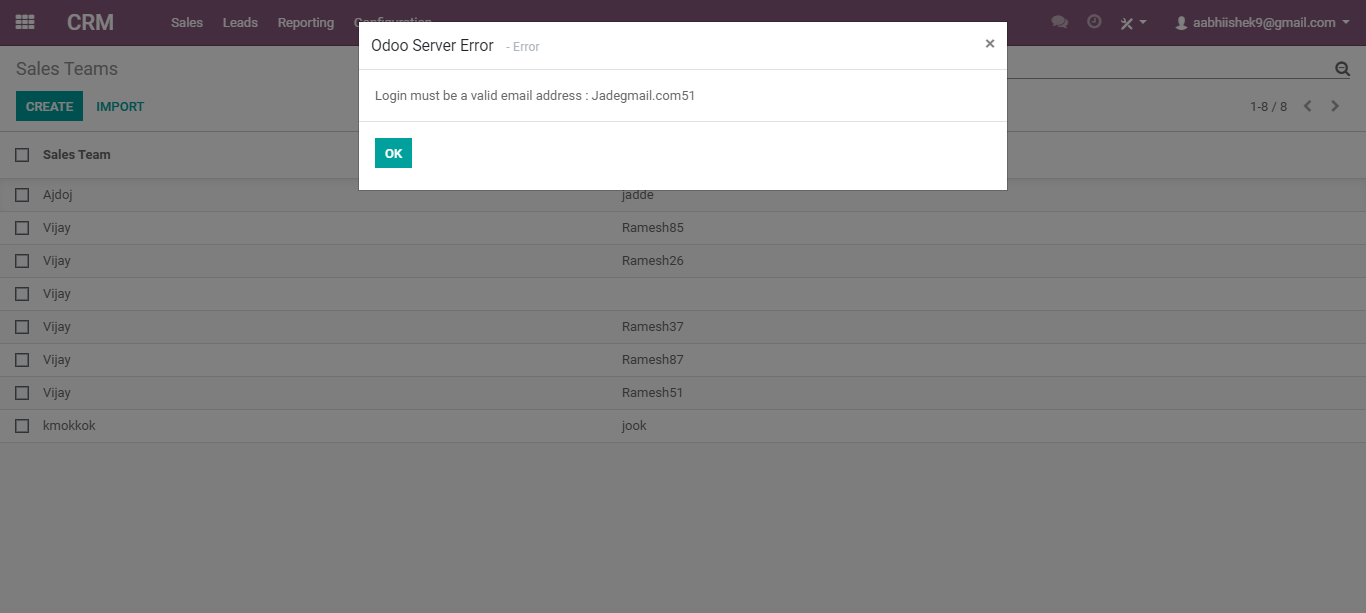 CRM Sales Leads Reporting Configuration aabhiishek9@gmail.com
Odoo Server Error - Error ×
Sales Teams
Login must be a valid email address : Jadegmail.com51
CREATE IMPORT 1-8 / 8
OK
Sales Team
Ajdoj jadde
Vijay Ramesh85
Vijay Ramesh26
Vijay
Vijay Ramesh37
Vijay Ramesh87
Vijay Ramesh51
kmokkok jook